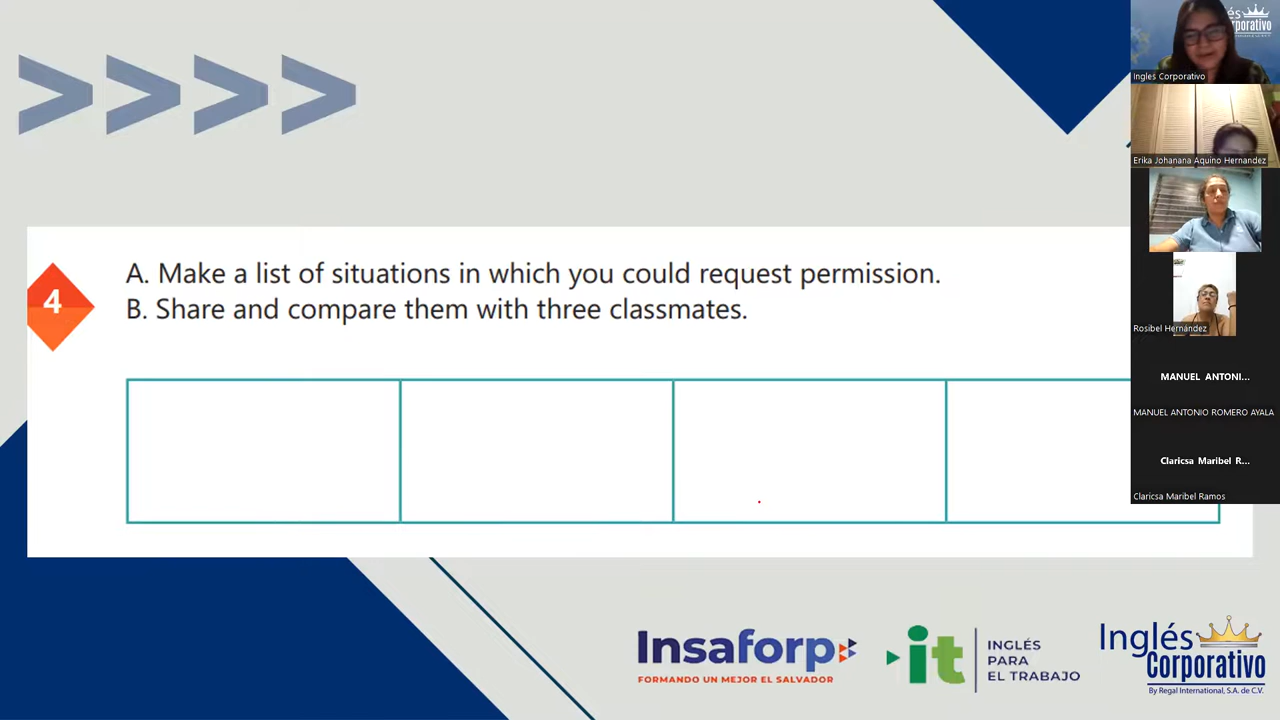 A. Make a list of situations in which you could request permission.
B. Share and compare them with three classmates.
4
Insaforp
FORMANDO UN MEJOR EL SALVADOR
it
INGLÉS
PARA
EL TRABAJO
Inglés
Corporativo
By Regal International, S.A. de C.V.
Ingles Corporativo
Erika Johanana Aquino Hernandez
Rosibel Hernández
MANUEL ANTONI...
MANUEL ANTONIO ROMERO AYALA
Claricsa Maribel R...
Claricsa Maribel Ramos